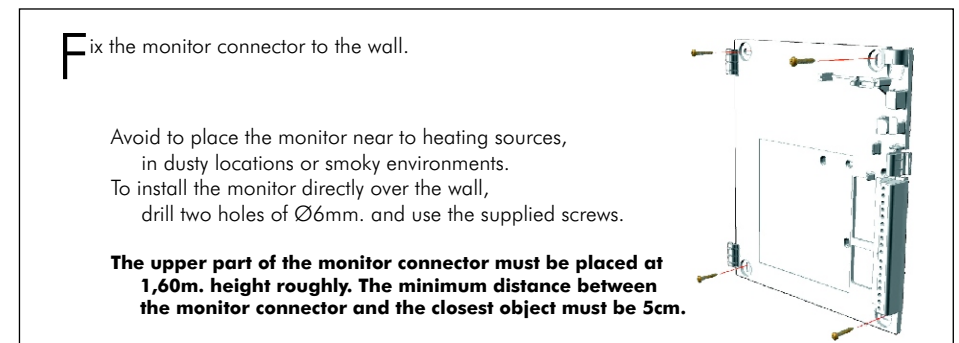 Fix the monitor connector to the wall.
Avoid to place the monitor near to heating sources,
in dusty locations or smoky environments.
To install the monitor directly over the wall,
drill two holes of Ø6mm. and use the supplied screws.
The upper part of the monitor connector must be placed at
1,60m. height roughly. The minimum distance between
the monitor connector and the closest object must be 5cm.